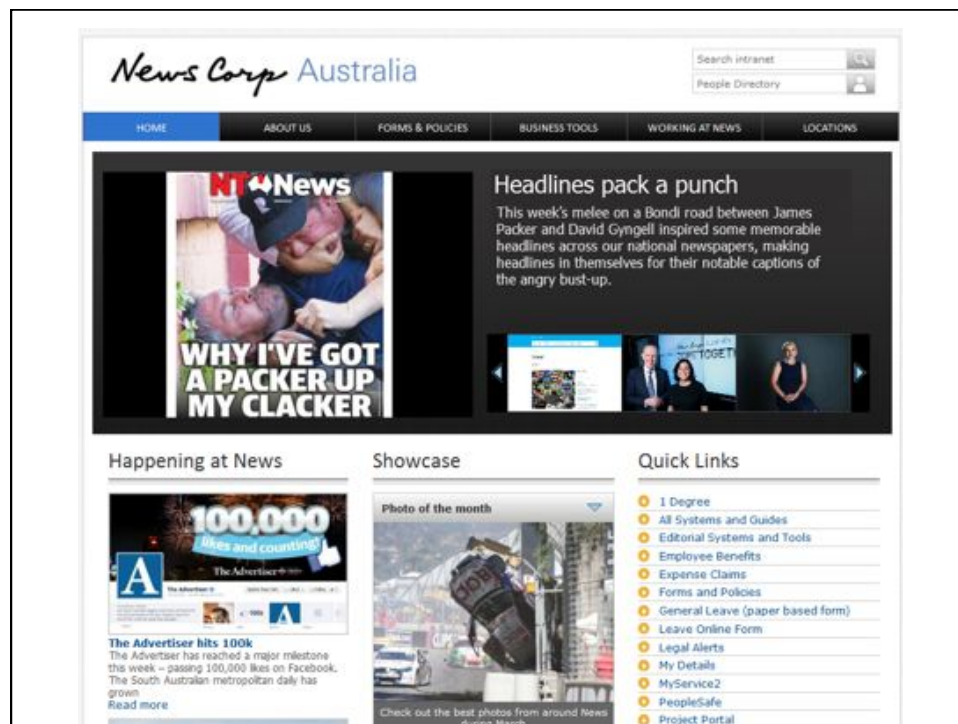 News Corp Australia
Search intranet
People Directory
HOME
ABOUT US
FORMS & POLICIES
BUSINESS TOOLS
WORKING AT NEWS
LOCATIONS
NT News
WHY I'VE GOT
A PACKER UP
MY CLACKER
Headlines pack a punch
This week's melee on a Bondi road between James
Packer and David Gyngell inspired some memorable
headlines across our national newspapers, making
headlines in themselves for their notable captions of
the angry bust-up.
TOGET
Happening at News
100,000
likes and counting!
The Advertiser
A
The Advertiser
100k
A
The Advertiser hits 100k
The Advertiser has reached a major milestone
this week – passing 100,000 likes on Facebook.
The South Australian metropolitan daily has
grown
Read more
Showcase
Photo of the month
Check out the best photos from around News
during March
Quick Links
1 Degree
All Systems and Guides
Editorial Systems and Tools
Employee Benefits
Expense Claims
Forms and Policies
General Leave (paper based form)
Leave Online Form
Legal Alerts
My Details
MyService2
PeopleSafe
Project Portal